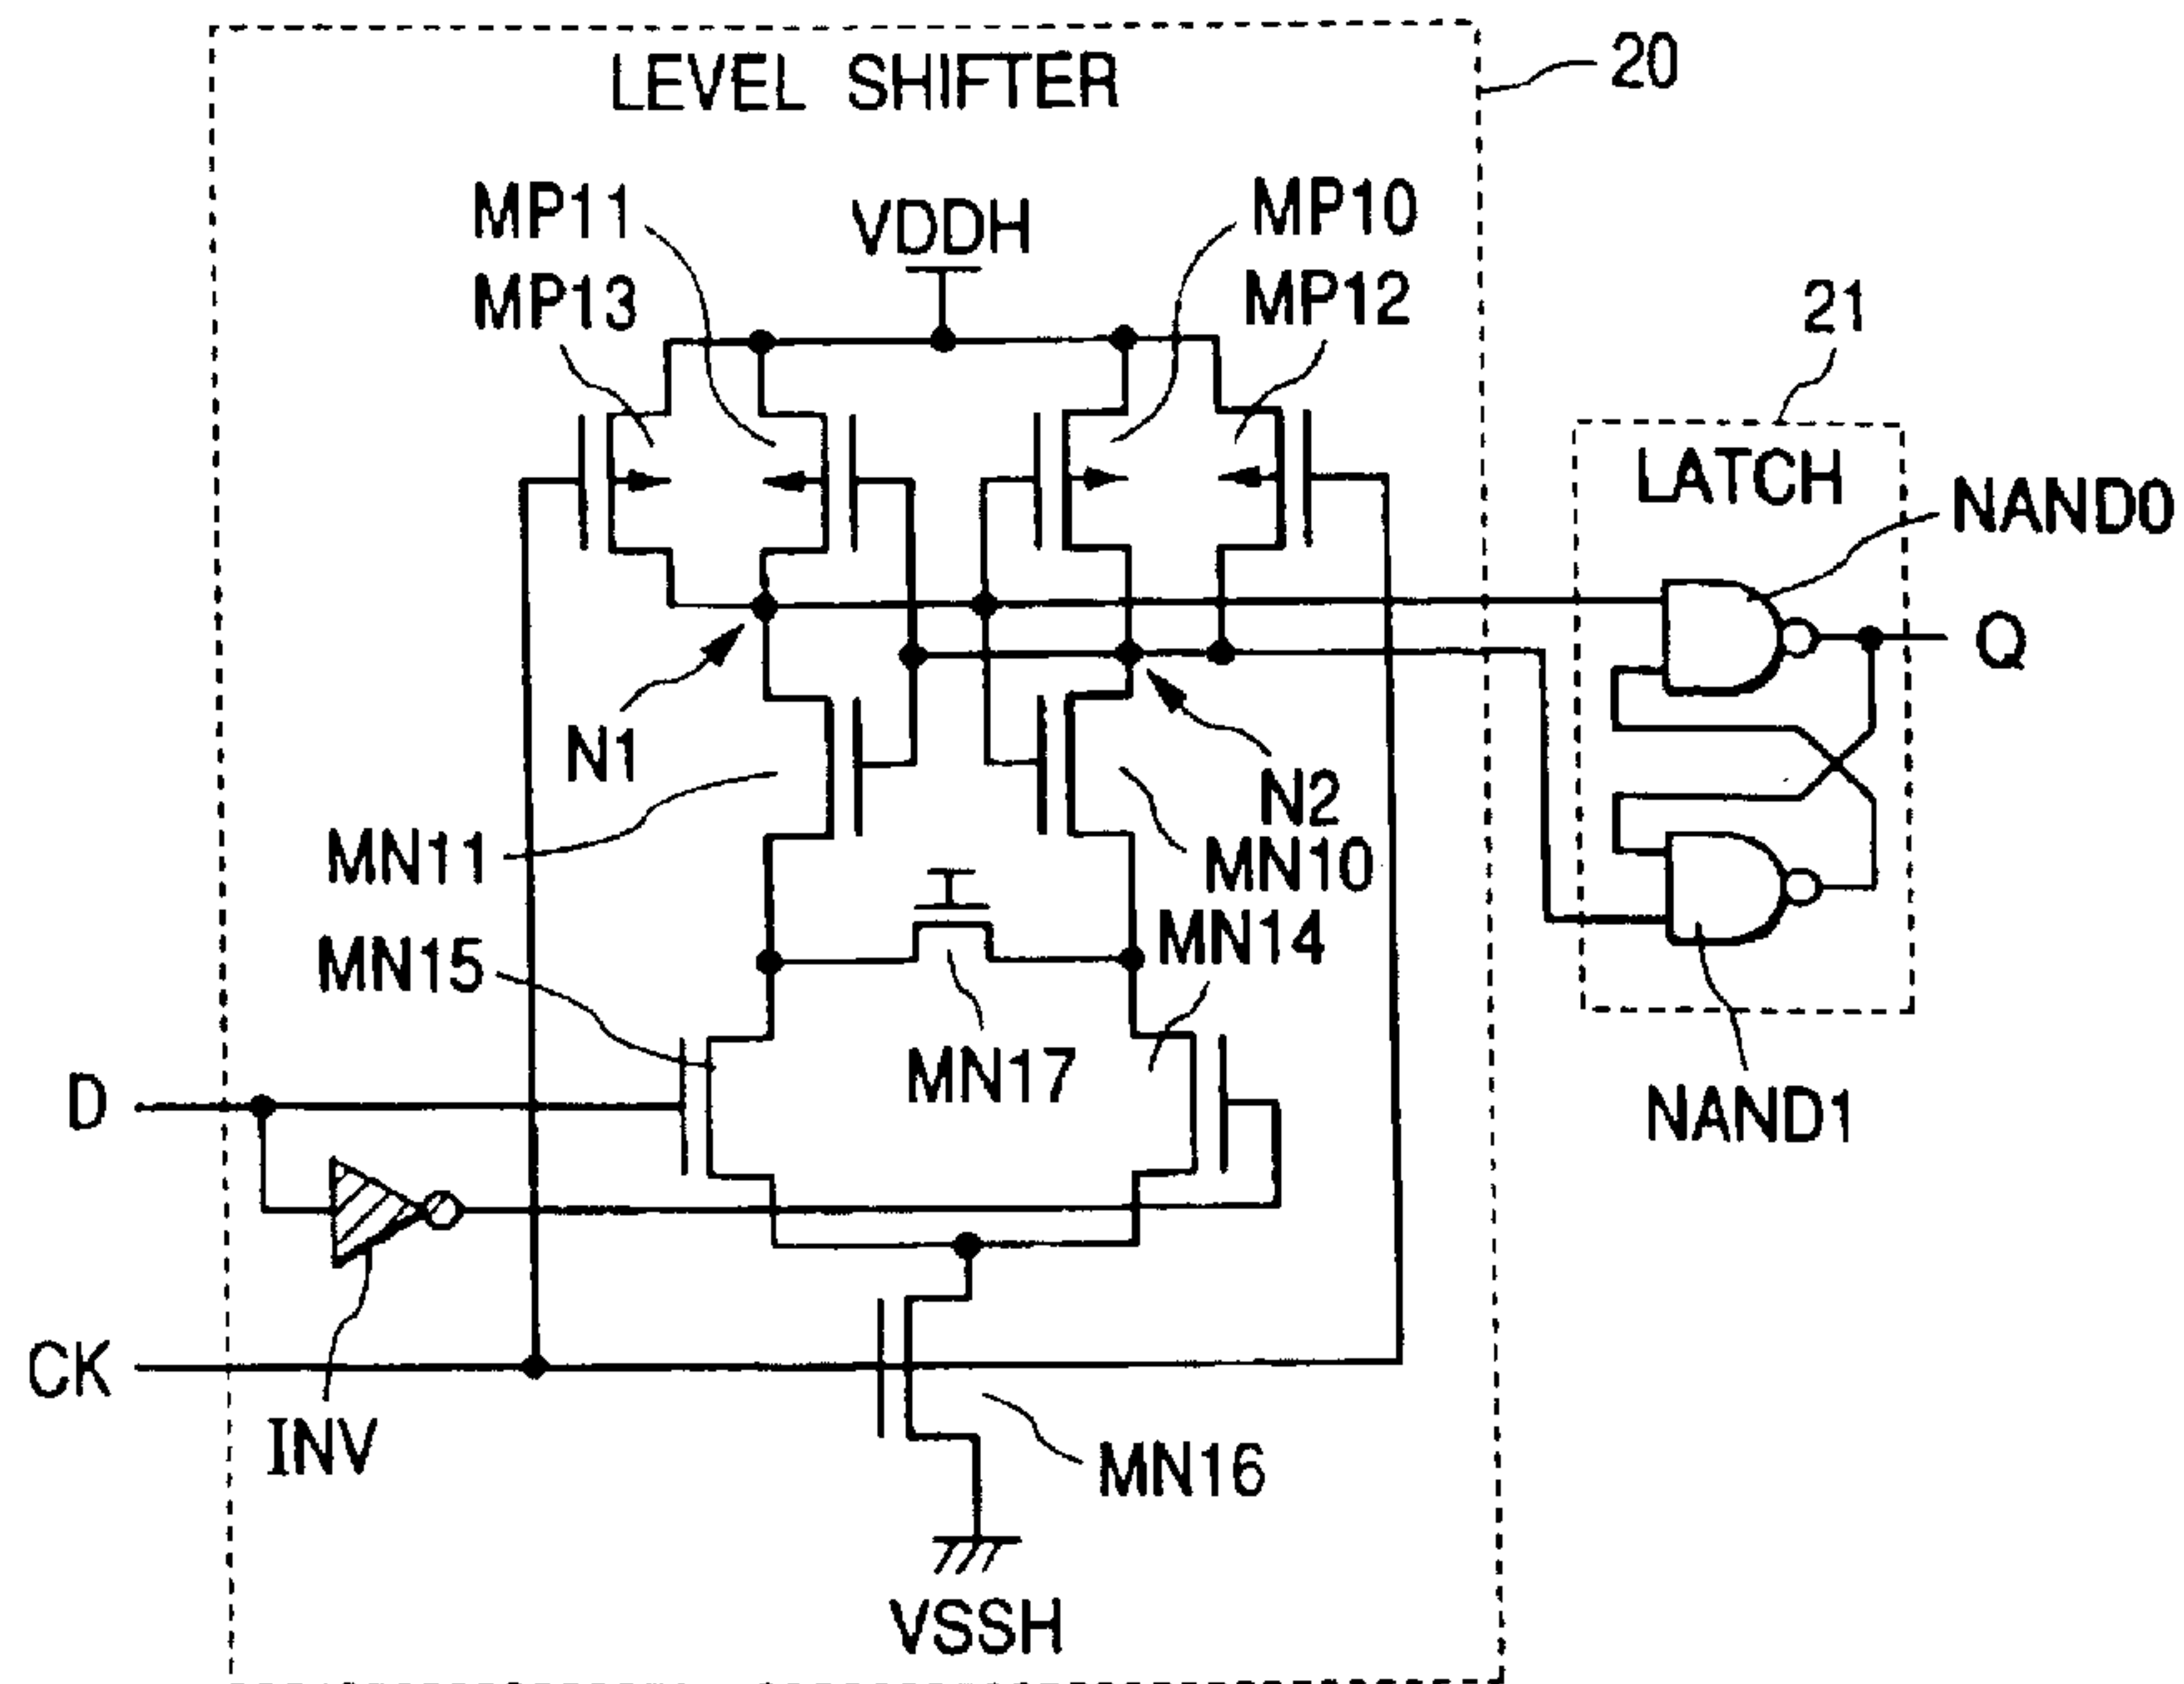 LEVEL SHIFTER
20
MP11
VDDH
MP10
MP13
MP12
21
LATCH
NAND0
Q
N1
N2
MN11
MN10
MN15
MN14
MN17
D
NAND1
CK
INV
MN16
VSSH